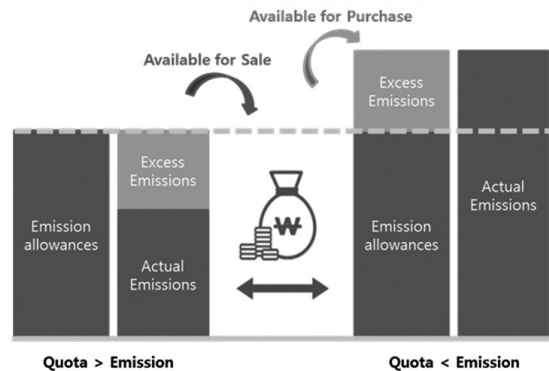 Available for Purchase
Available for Sale
Excess
Emissions
Excess
Emissions
Emission
allowances
Actual
Emissions
₩
Emission
allowances
Actual
Emissions
Quota > Emission
Quota < Emission